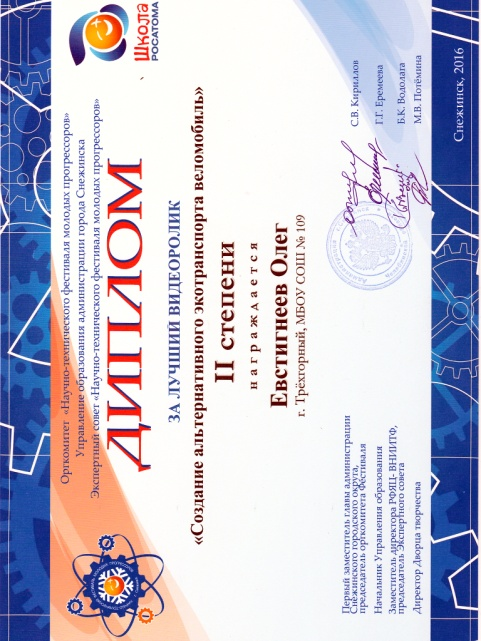 Оргкомитет «Научно-технического фестиваля молодых прогрессоров»
Управление образования администрации города Снежинска
Экспертный совет «Научно-технического фестиваля молодых прогрессоров»
Школа
РОСАТОМА
ДИПЛОМ
ЗА ЛУЧШИЙ ВИДЕОРОЛИК
«Создание альтернативного экотранспорта веломобиль»
II степени
награждается
Евстигнеев Олег
г. Трёхгорный, МБОУ СОШ № 109
Первый заместитель главы администрации
Снежинского городского округа,
председатель оргкомитета Фестиваля
С.В. Кириллов
Начальник Управления образования
Г.Г. Еремеева
Заместитель директора РФЯЦ- ВНИИТФ,
председатель Экспертного совета
Б.К. Водолага
Директор Дворца творчества
М.В. Потёмина
Снежинск, 2016